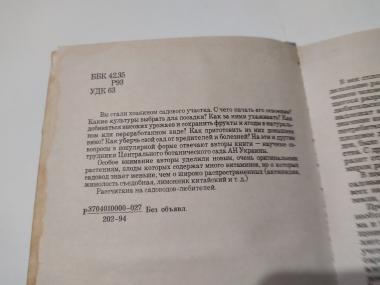 ББК 42.35
Р93
УДК 63
Вы стали хозяином садового участка. С чего начать его освоение?
Какие культуры выбрать для посадки? Как за ними ухаживать? Как
добиваться высоких урожаев и сохранить фрукты и ягоды в натураль-
ном или переработанном виде? Как приготовить из них домашнее
вино? Как уберечь свой сад от вредителей и болезней? На эти и другие
вопросы в популярной форме отвечают авторы книги — научные со-
трудники Центрального ботанического сада АН Украины.
Особое внимание авторы уделили новым, очень оригинальным
растениям, плоды которых содержат много витаминов, но о которых
садовод знает меньше, чем о широко распространенных (актинидия,
жимолость съедобная, лимонник китайский и т. д.)
Рассчитана на садоводов-любителей.
р3704010000-027 Без объявл.
202-94